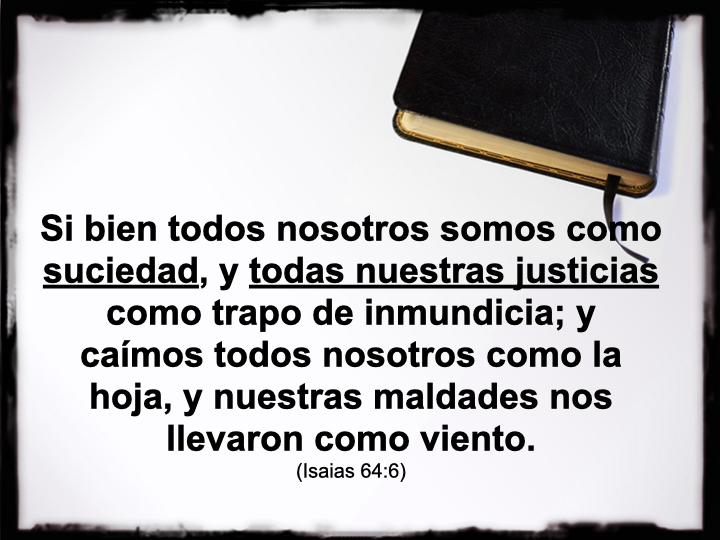 Si bien todos nosotros somos como
suciedad, y todas nuestras justicias
como trapo de inmundicia; y
caímos todos nosotros como la
hoja, y nuestras maldades nos
llevaron como viento.
(Isaias 64:6)